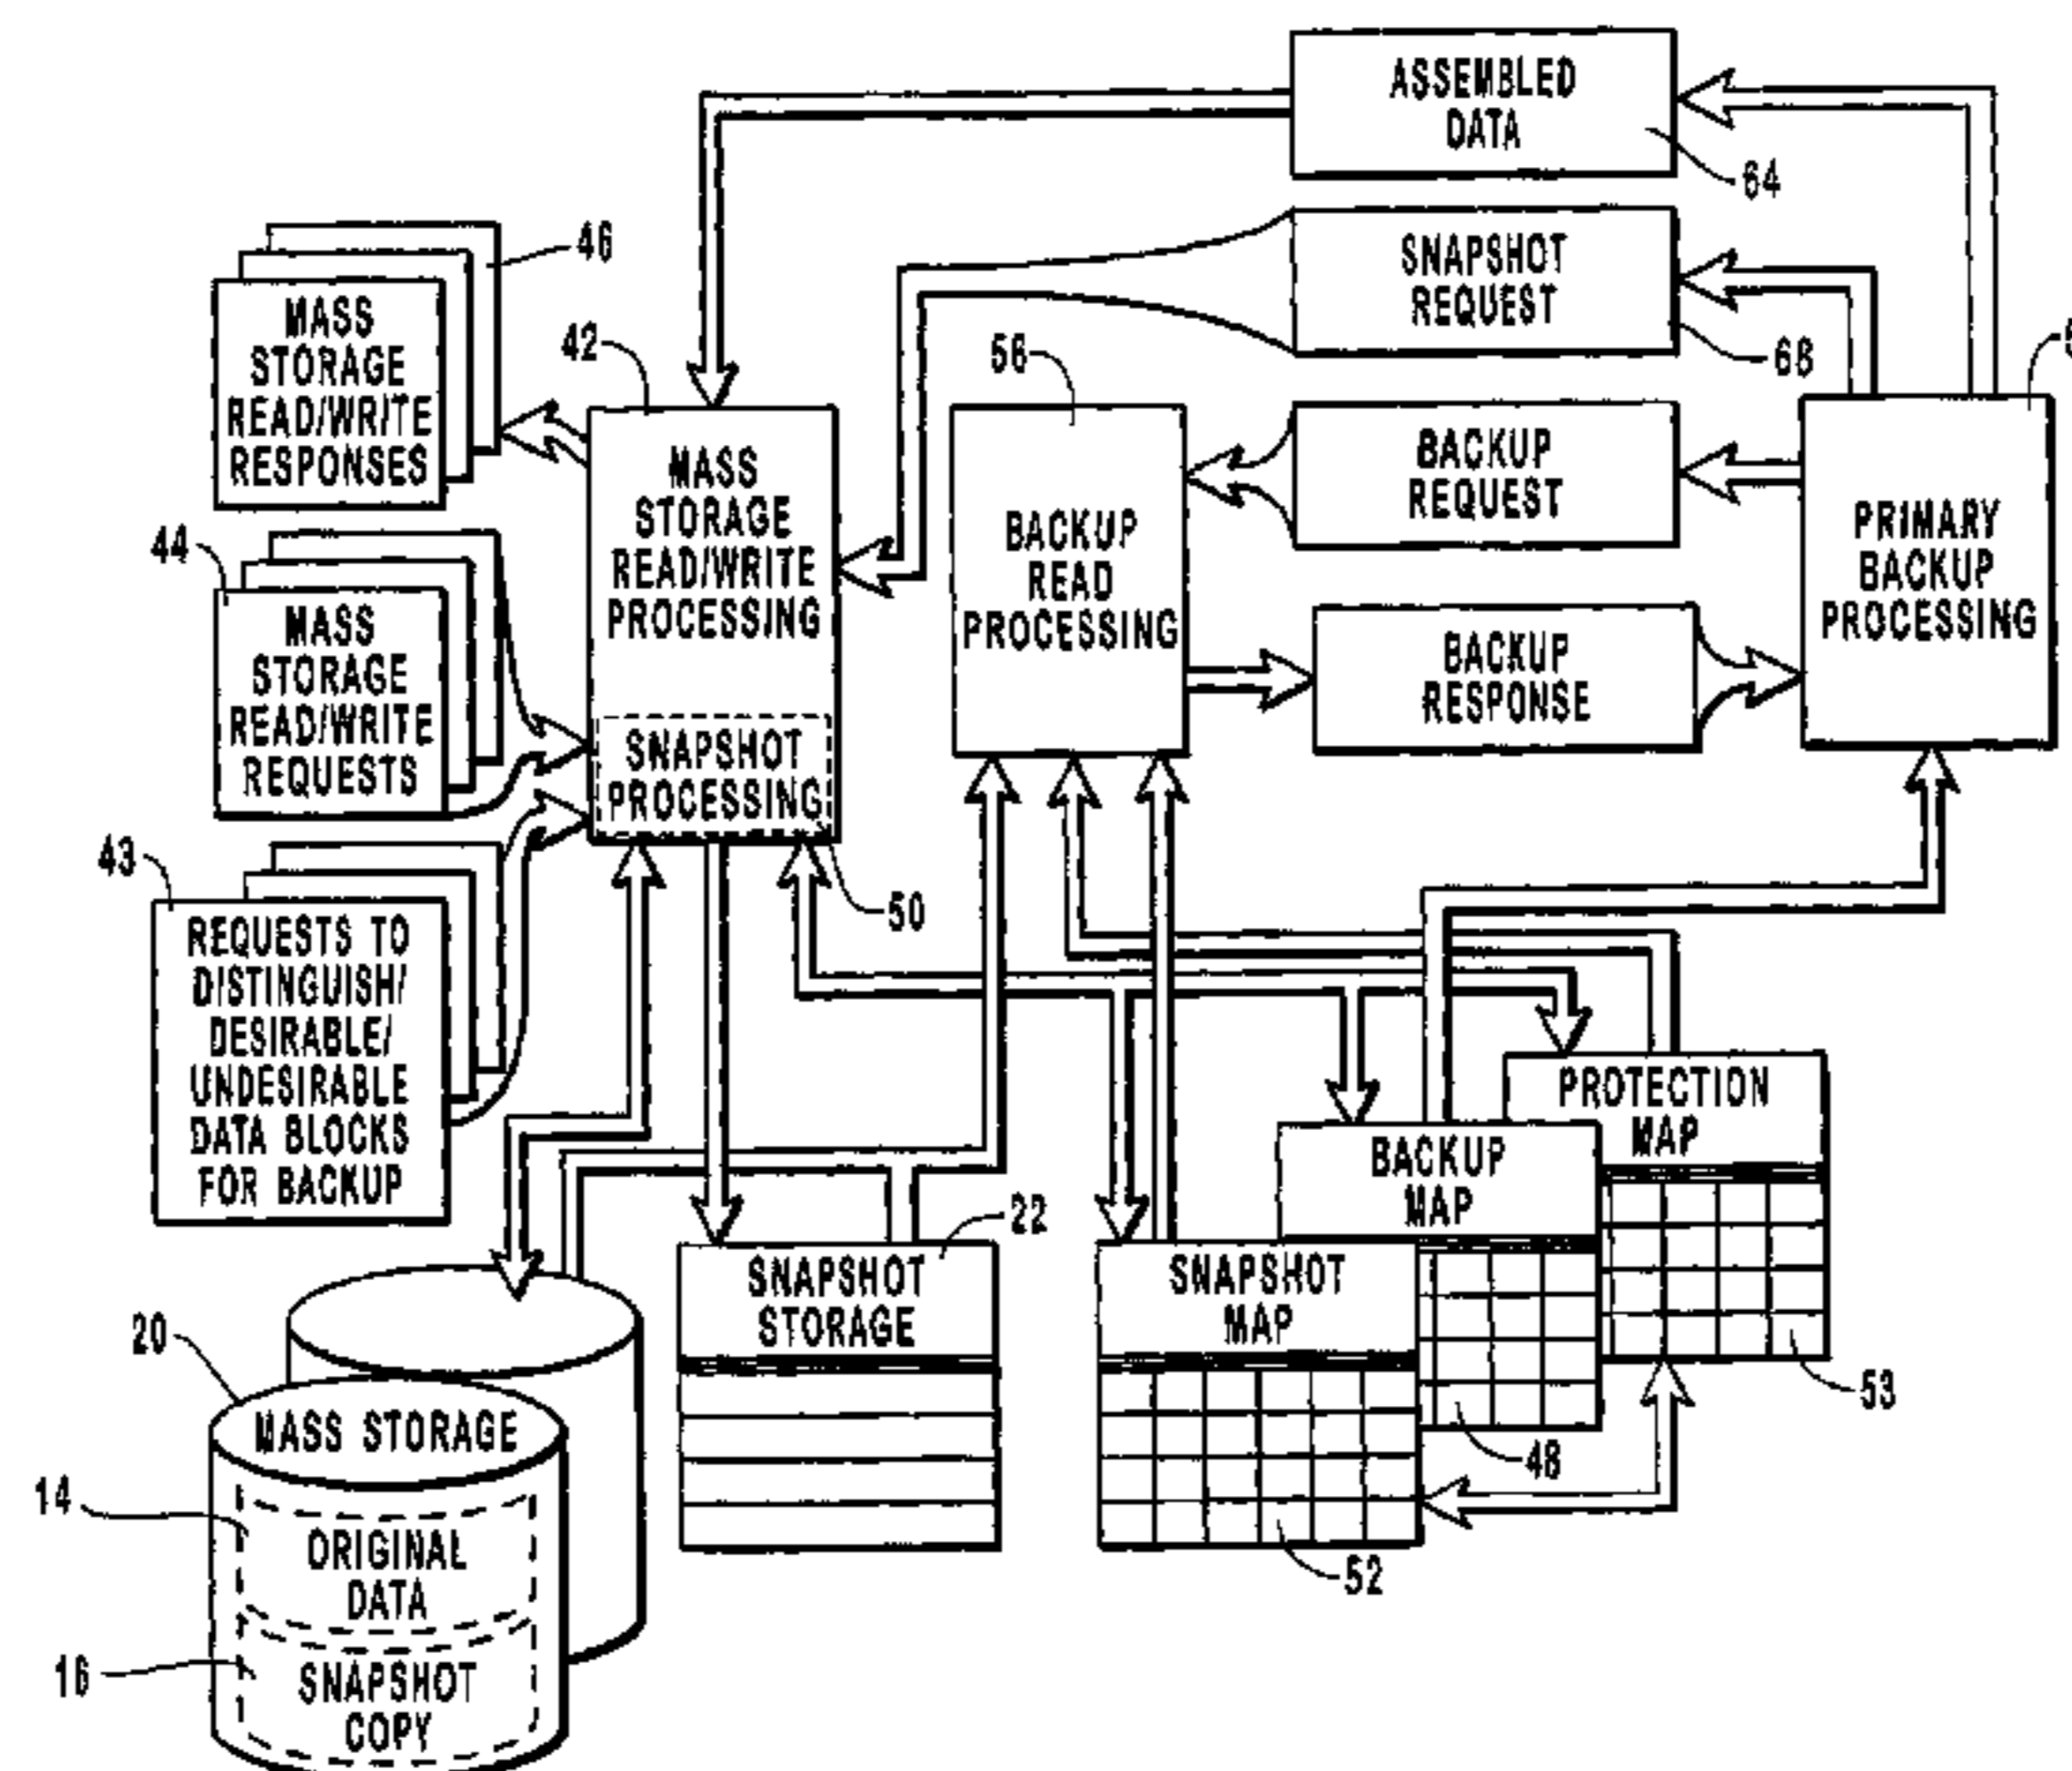 ASSEMBLED
DATA
64
SNAPSHOT
REQUEST
68
46
MASS
STORAGE
READ/WRITE
RESPONSES
42
MASS
STORAGE
READ/WRITE
PROCESSING
SNAPSHOT
PROCESSING
50
56
BACKUP
READ
PROCESSING
BACKUP
REQUEST
BACKUP
RESPONSE
PRIMARY
BACKUP
PROCESSING
44
MASS
STORAGE
READ/WRITE
REQUESTS
43
REQUESTS TO
DISTINGUISH/
DESIRABLE/
UNDESIRABLE
DATA BLOCKS
FOR BACKUP
PROTECTION
MAP
53
BACKUP
MAP
48
SNAPSHOT
MAP
52
22
SNAPSHOT
STORAGE
20
MASS STORAGE
14
ORIGINAL
DATA
16
SNAPSHOT
COPY